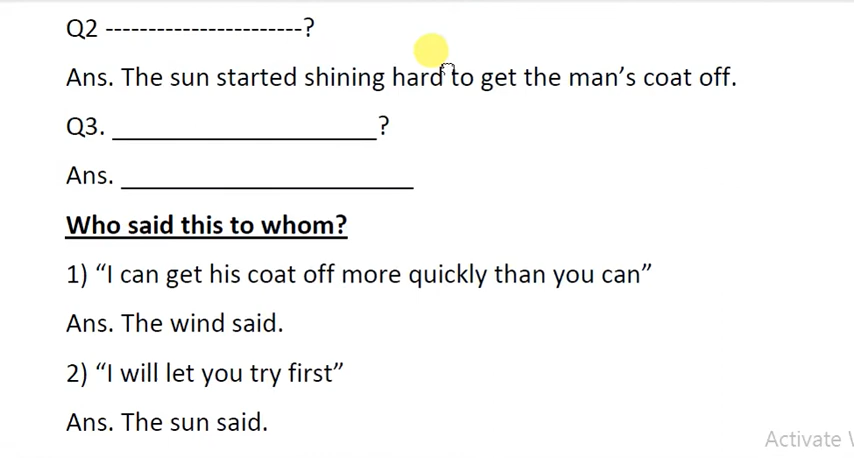 Q2 -----------------------?
Ans. The sun started shining hard to get the man’s coat off.
Q3. ____________________?
Ans. ______________________
Who said this to whom?
1) “I can get his coat off more quickly than you can”
Ans. The wind said.
2) “I will let you try first”
Ans. The sun said.
Activate